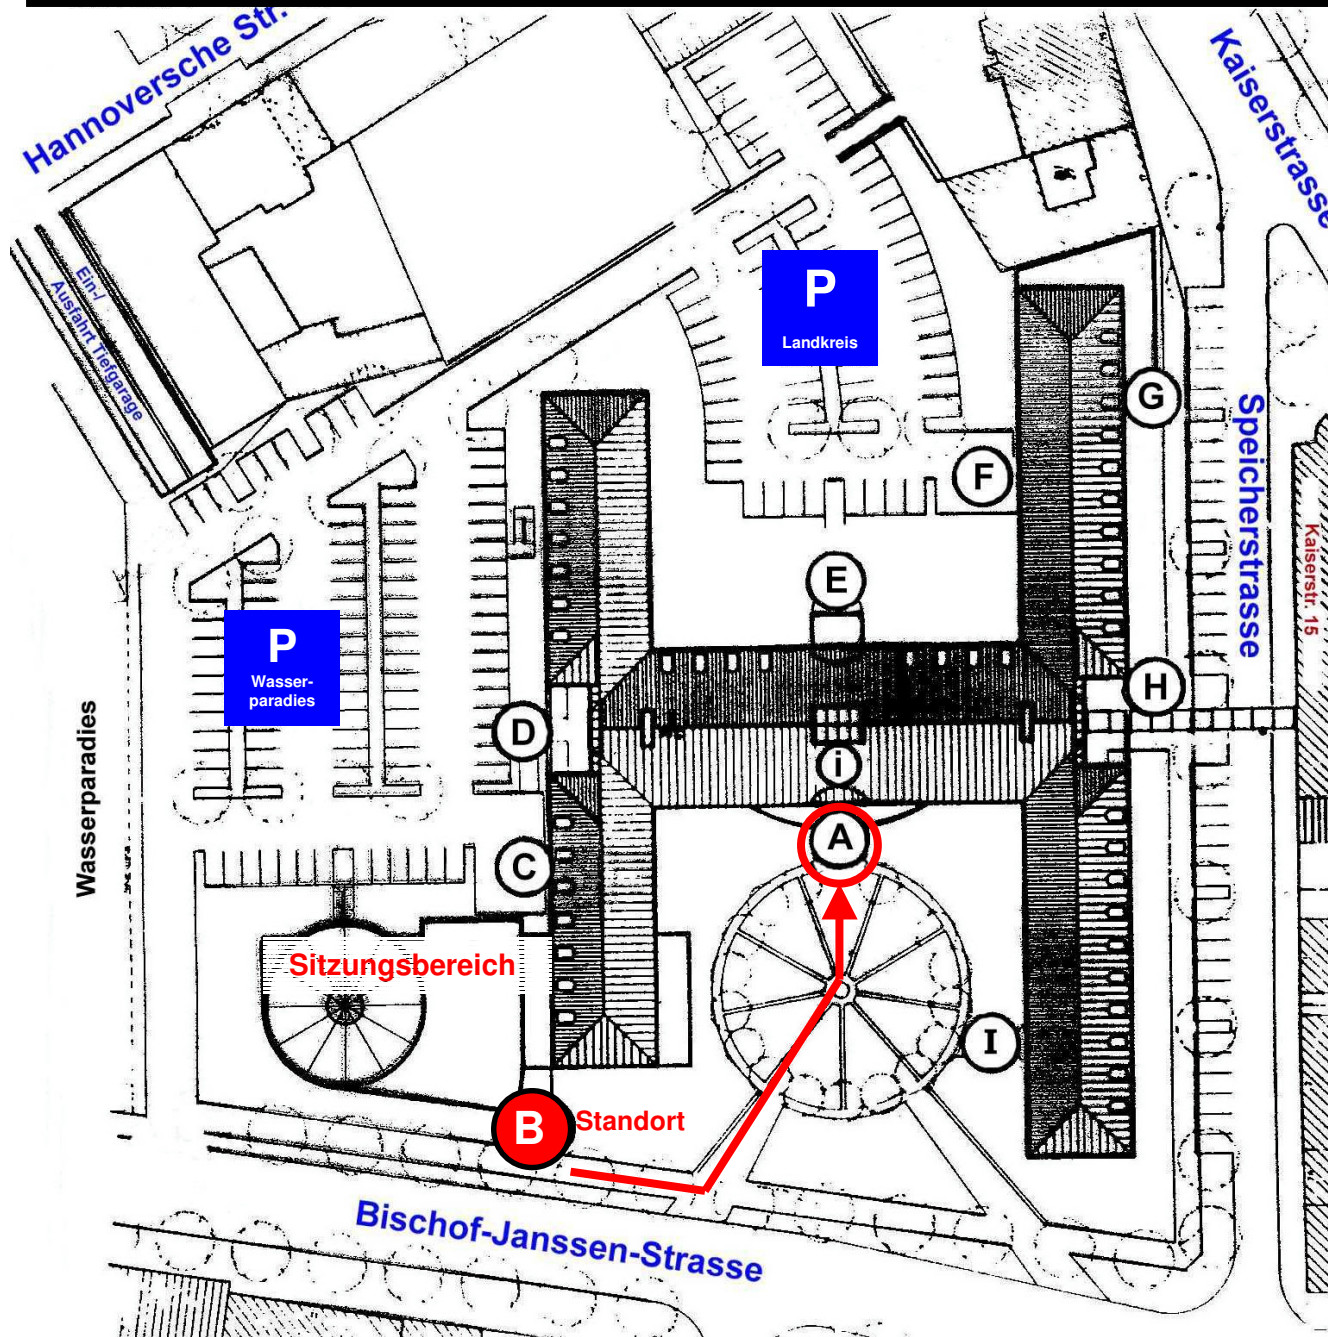 Hannoversche Str.
Kaiserstrasse
Ein-/
Ausfahrt Tiefgarage
P
Landkreis
G
Speicherstrasse
F
Kaiserstr. 15
E
P
Wasser-
paradies
H
D
Wasserparadies
i
A
C
Sitzungsbereich
I
B
Standort
Bischof-Janssen-Strasse